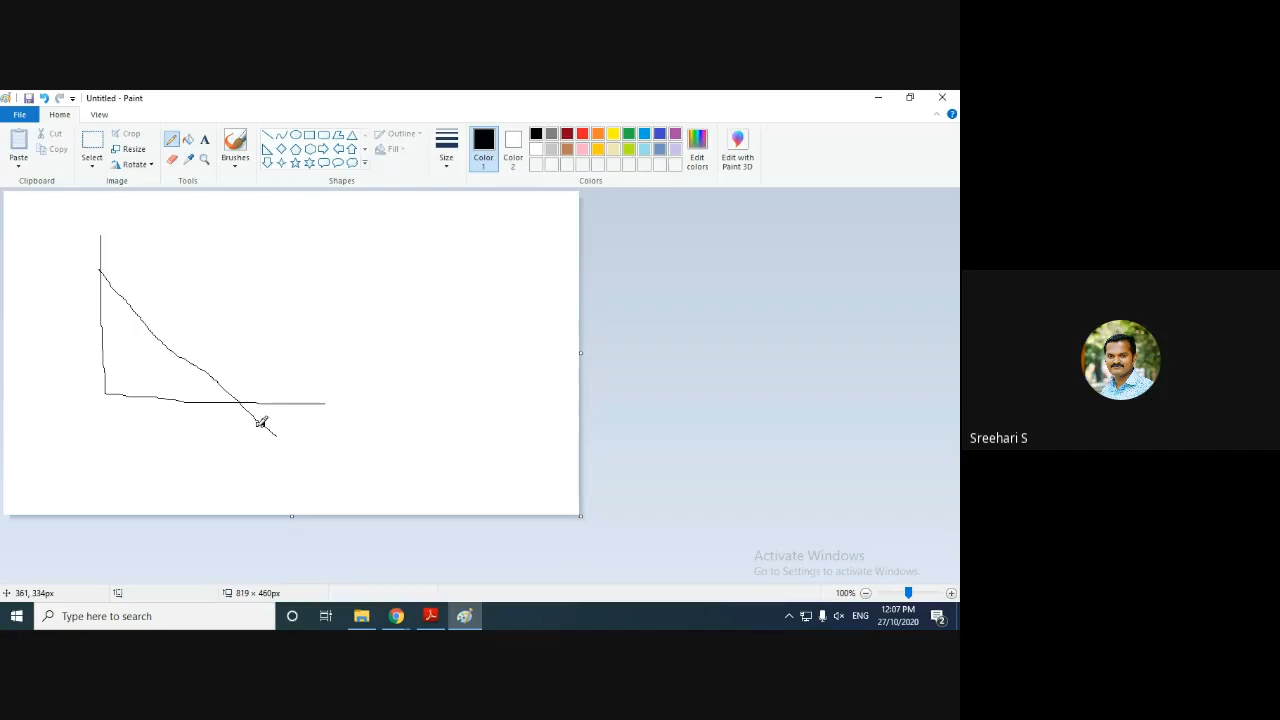 Untitled - Paint
File Home View
Cut
Copy
Paste
Clipboard
Crop
Resize
Rotate
Select
Image
Tools
Brushes
Outline
Fill
Shapes
Size
Color 1
Color 2
Edit colors
Colors
Edit with Paint 3D
Sreehari S
Activate Windows
Go to Settings to activate Windows.
361, 334px
819 × 460px
100%
Type here to search
ENG
12:07 PM
27/10/2020
2